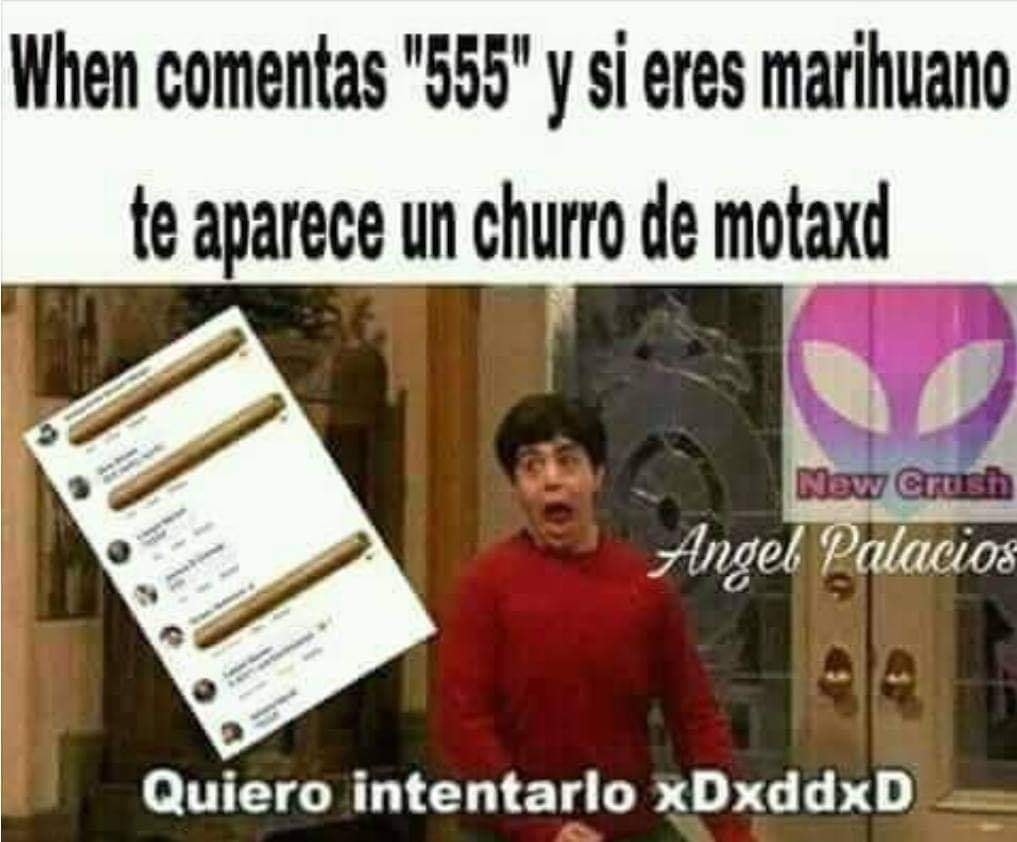 When comentas "555" y si eres marihuano
te aparece un churro de motaxd
New Crush
Angel Palacios
Quiero intentarlo xDxddxD